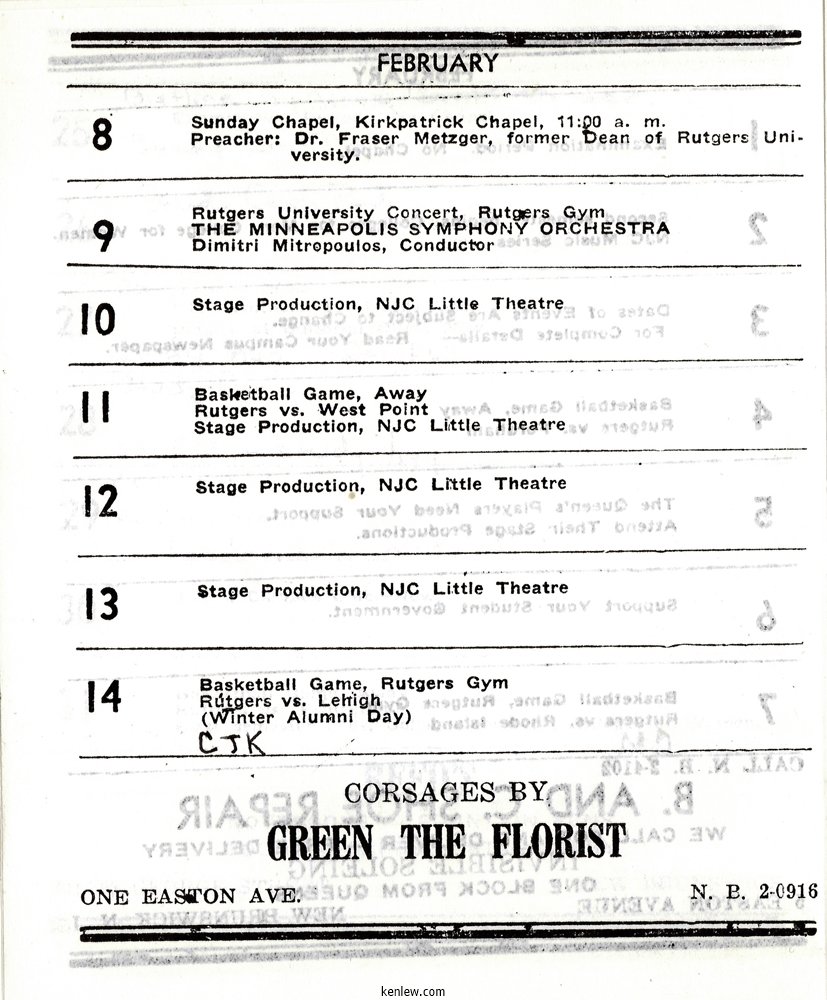 FEBRUARY
8
Sunday Chapel, Kirkpatrick Chapel, 11:00 a. m.
Preacher: Dr. Fraser Metzger, former Dean of Rutgers Uni-
versity.
9
Rutgers University Concert, Rutgers Gym
THE MINNEAPOLIS SYMPHONY ORCHESTRA
Dimitri Mitropoulos, Conductor
10
Stage Production, NJC Little Theatre
11
Basketball Game, Away
Rutgers vs. West Point
Stage Production, NJC Little Theatre
12
Stage Production, NJC Little Theatre
13
Stage Production, NJC Little Theatre
14
Basketball Game, Rutgers Gym
Rutgers vs. Lehigh
(Winter Alumni Day)
CJK
CORSAGES BY
GREEN THE FLORIST
ONE EASTON AVE. N. B. 2-0916
kenlew.com